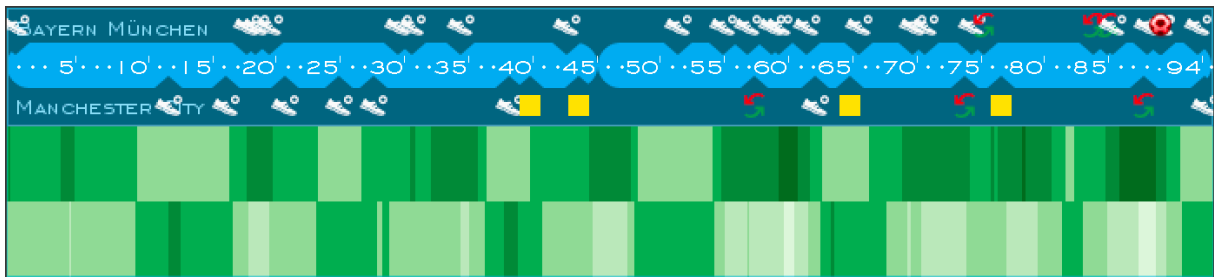 BAYERN MÜNCHEN
5' 10' 15' 20' 25' 30' 35' 40' 45' 50' 55' 60' 65' 70' 75' 80' 85' 94'
MANCHESTER CITY